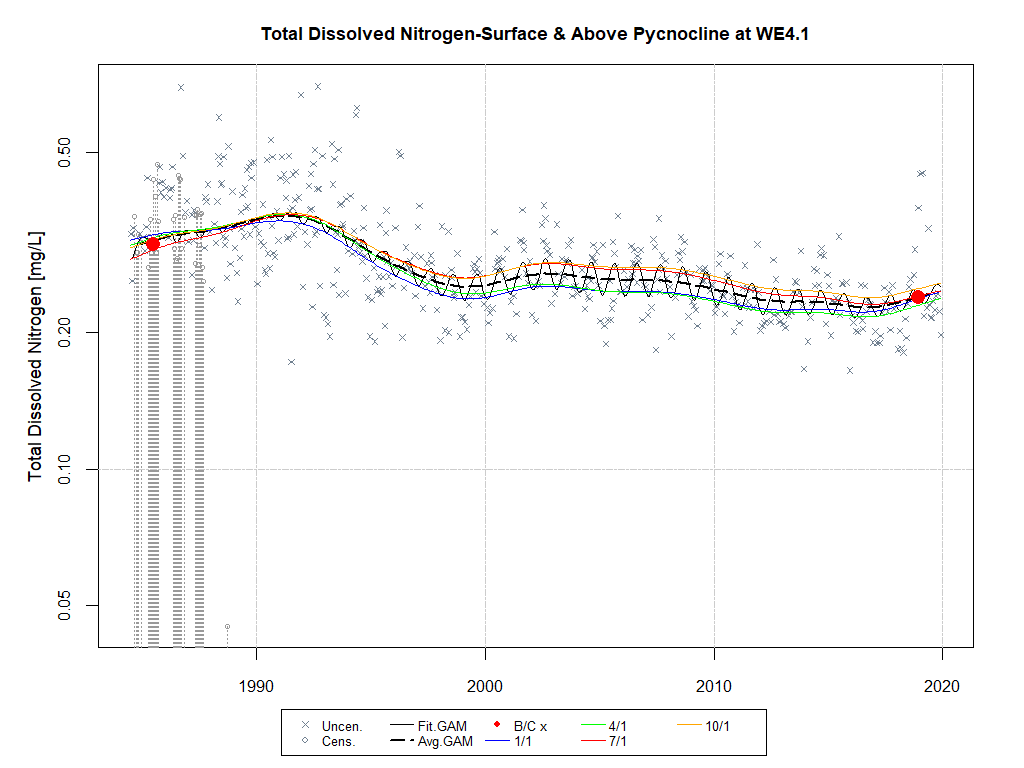 Total Dissolved Nitrogen-Surface & Above Pycnocline at WE4.1
Total Dissolved Nitrogen [mg/L]
0.50
0.20
0.10
0.05
1990 2000 2010 2020
Uncen. Fit.GAM B/C x 4/1 10/1
Cens. Avg.GAM 1/1 7/1